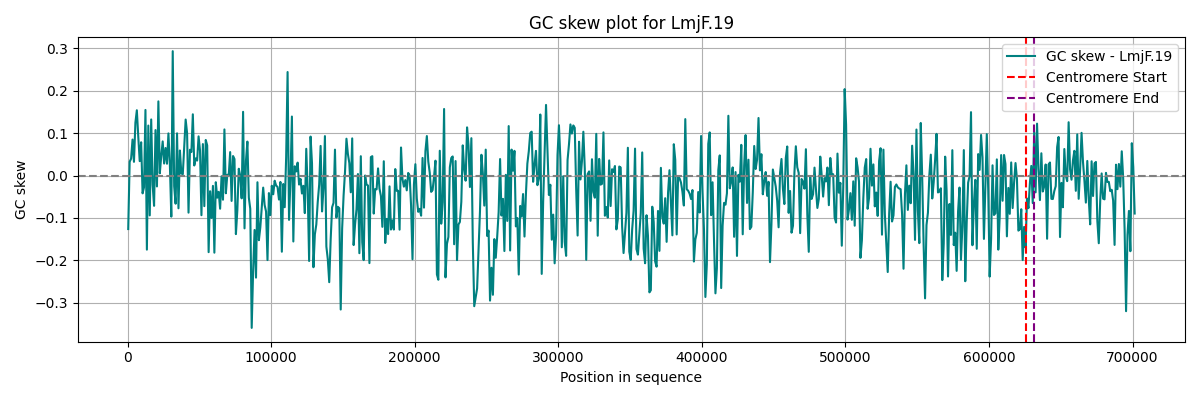 GC skew plot for LmjF.19
GC skew
0.3
0.2
0.1
0.0
−0.1
−0.2
−0.3
GC skew - LmjF.19
Centromere Start
Centromere End
0 100000 200000 300000 400000 500000 600000 700000
Position in sequence